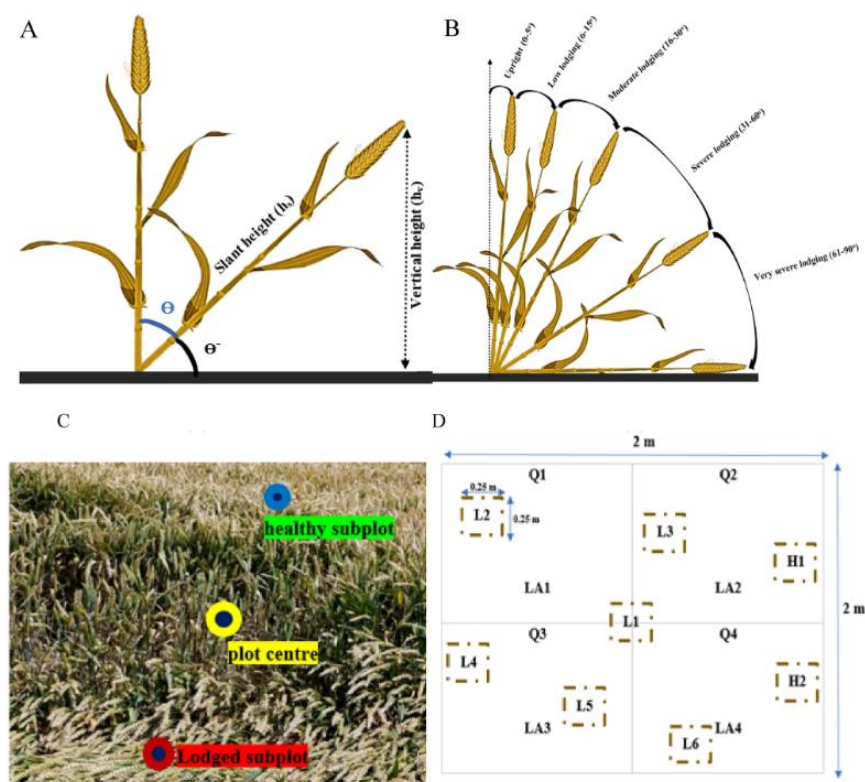 A
Slant height (hs)
Vertical height (hv)
Θ
Θ-
B
Upright (0-5º)
Low lodging (6-15º)
Moderate lodging (16-30º)
Severe lodging (31-60º)
Very severe lodging (61-90º)
C
healthy subplot
plot centre
Lodged subplot
D
2 m
Q1
Q2
0.25 m
L2
0.25 m
L3
H1
LA1
LA2
2 m
L1
Q3
Q4
L4
H2
L5
LA3
LA4
L6